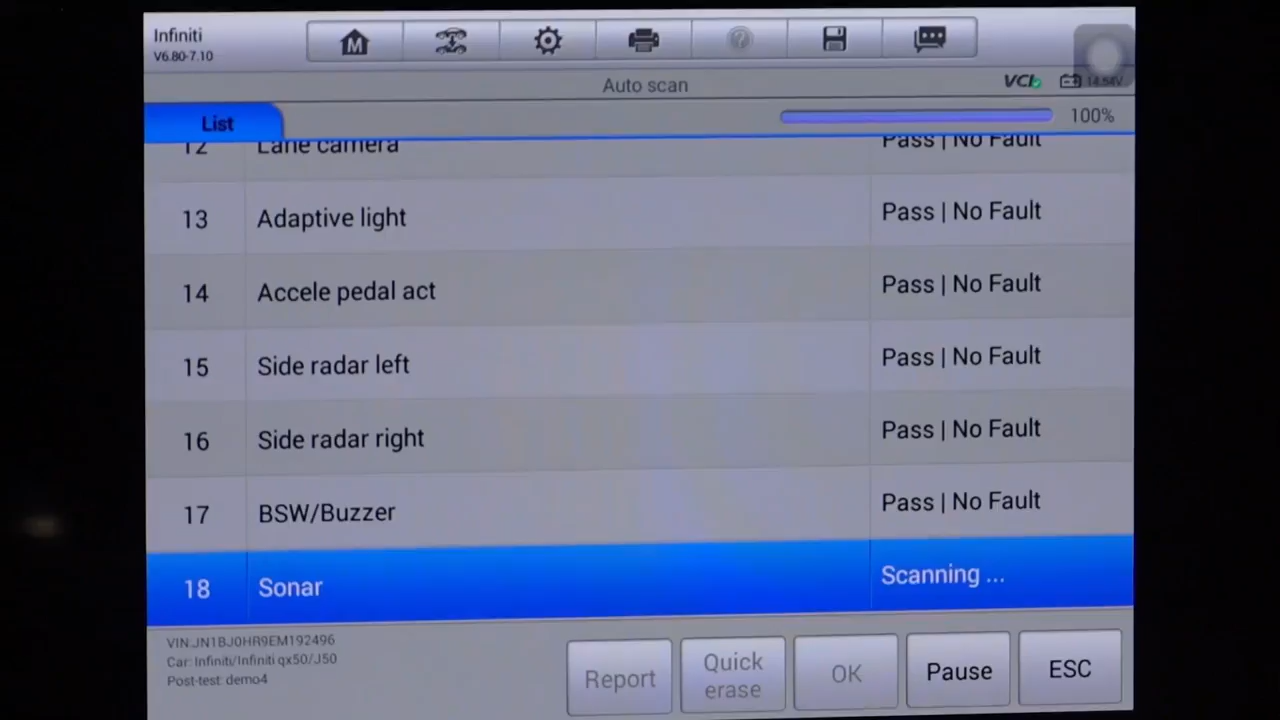 Infiniti
V6.80-7.10
M
?
Auto scan
VCI
14.54V
List
100%
12 Lane camera Pass | No Fault
13 Adaptive light Pass | No Fault
14 Accele pedal act Pass | No Fault
15 Side radar left Pass | No Fault
16 Side radar right Pass | No Fault
17 BSW/Buzzer Pass | No Fault
18 Sonar Scanning ...
VIN:JN1BJ0HR9EM192496
Car: Infiniti/Infiniti qx50/J50
Post-test: demo4
Report
Quick
erase
OK
Pause
ESC